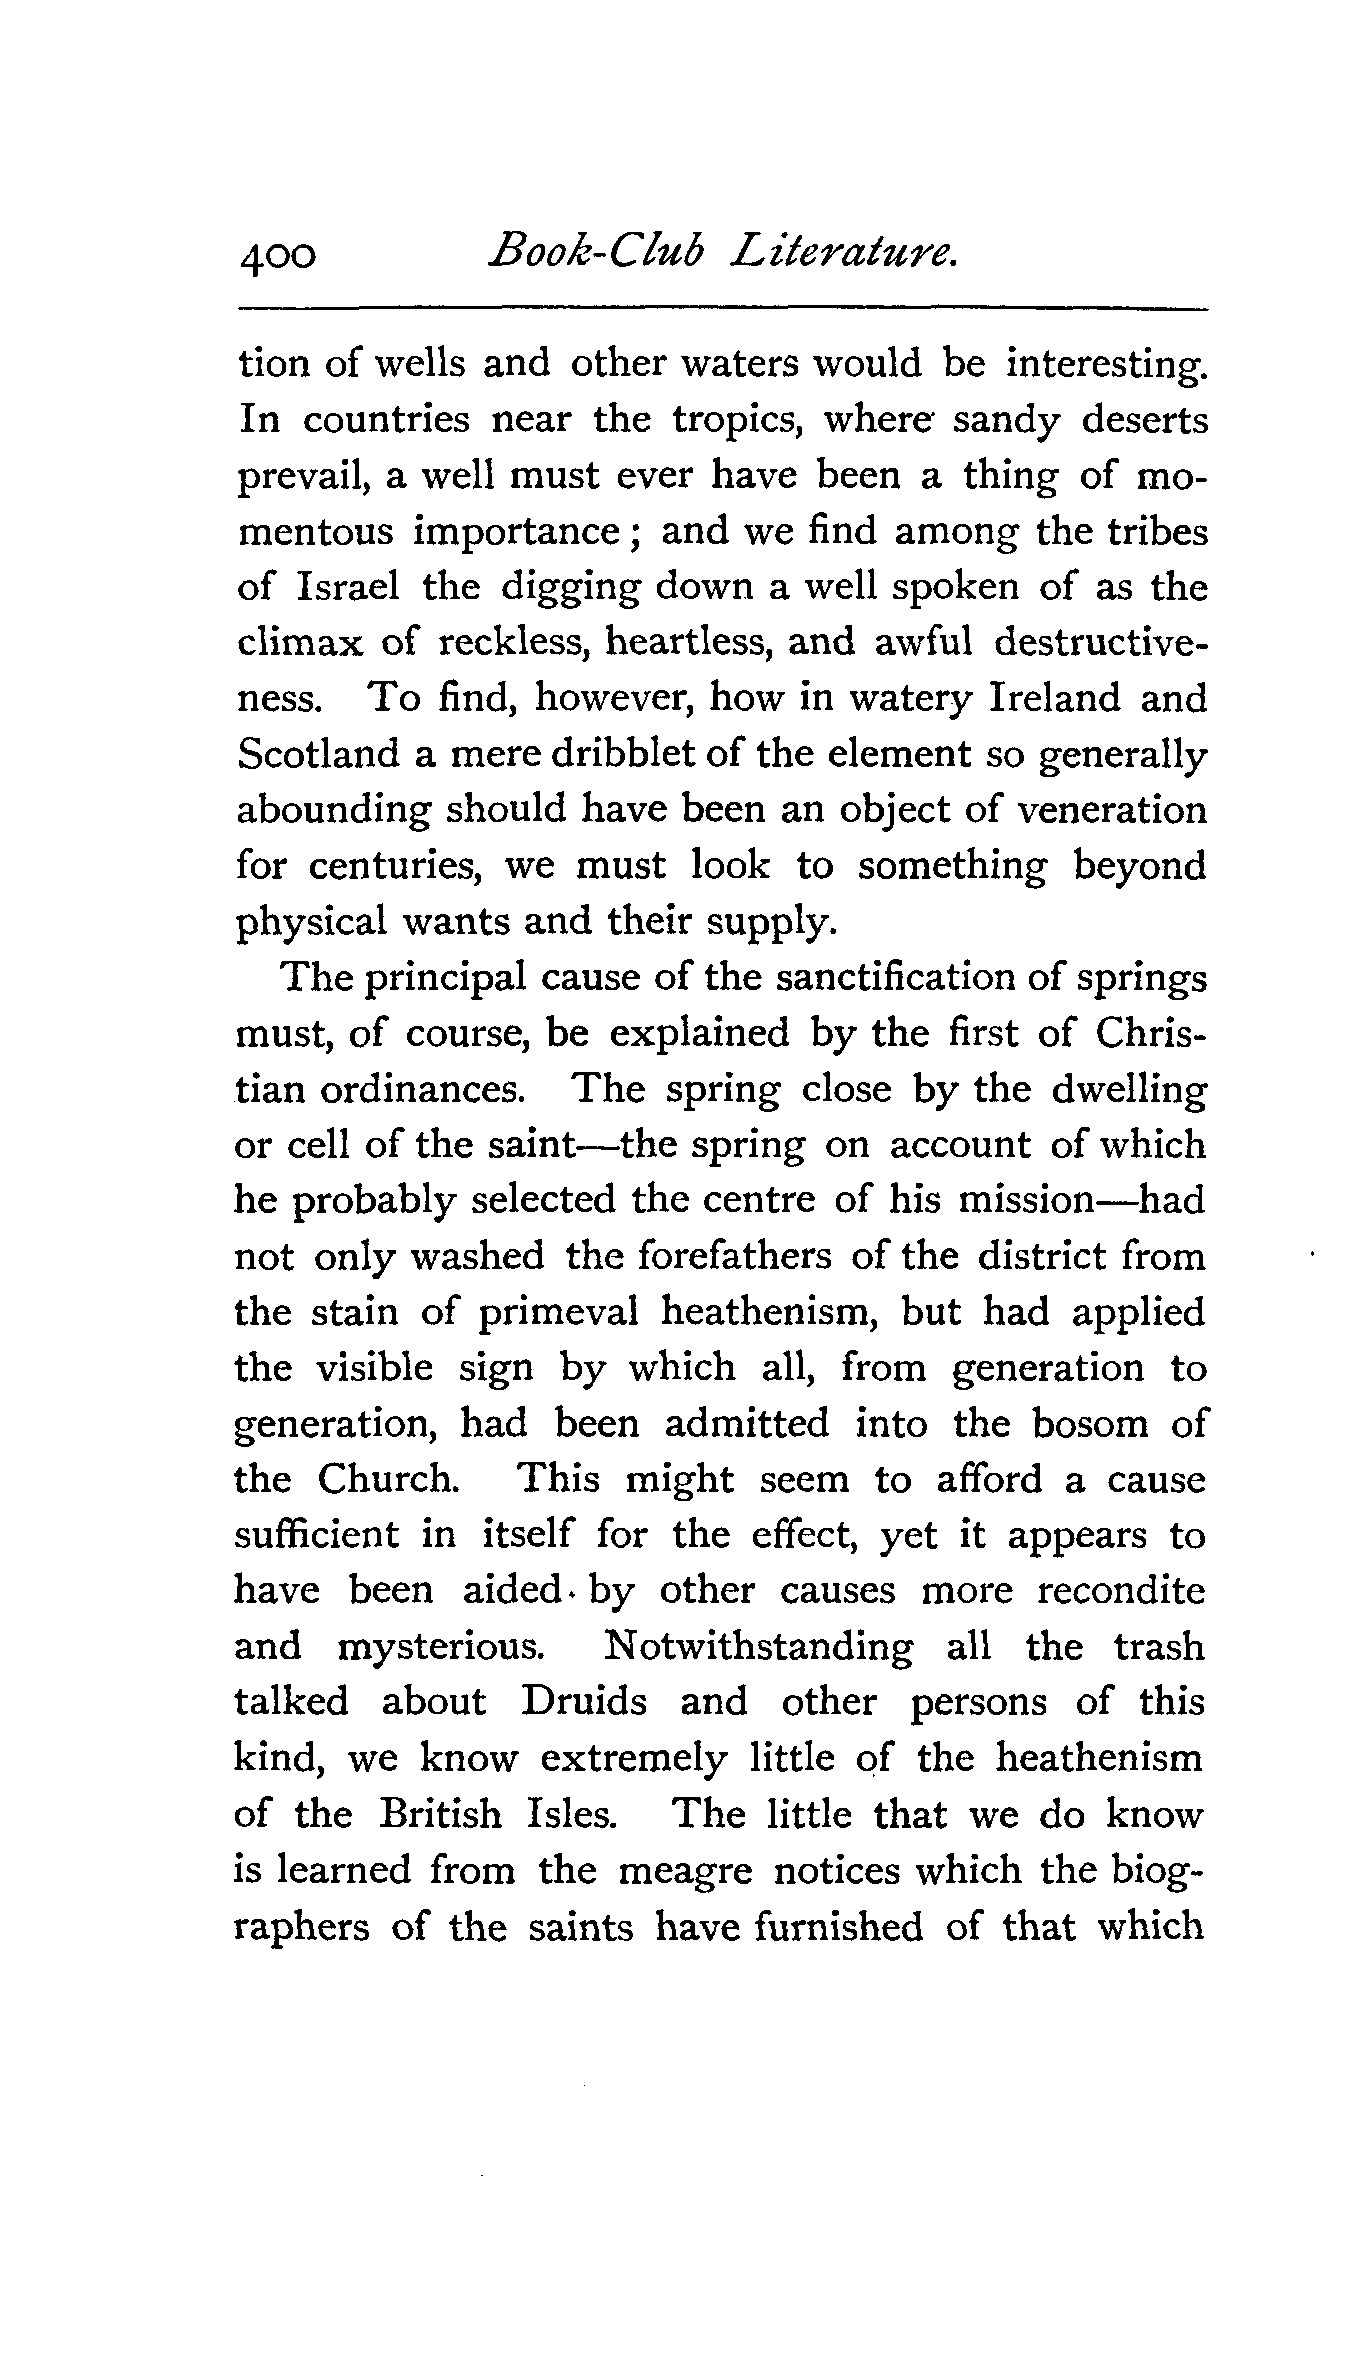 400 Book-Club Literature.
tion of wells and other waters would be interesting.
In countries near the tropics, where sandy deserts
prevail, a well must ever have been a thing of mo-
mentous importance ; and we find among the tribes
of Israel the digging down a well spoken of as the
climax of reckless, heartless, and awful destructive-
ness. To find, however, how in watery Ireland and
Scotland a mere dribblet of the element so generally
abounding should have been an object of veneration
for centuries, we must look to something beyond
physical wants and their supply.
The principal cause of the sanctification of springs
must, of course, be explained by the first of Chris-
tian ordinances. The spring close by the dwelling
or cell of the saint—the spring on account of which
he probably selected the centre of his mission—had
not only washed the forefathers of the district from
the stain of primeval heathenism, but had applied
the visible sign by which all, from generation to
generation, had been admitted into the bosom of
the Church. This might seem to afford a cause
sufficient in itself for the effect, yet it appears to
have been aided by other causes more recondite
and mysterious. Notwithstanding all the trash
talked about Druids and other persons of this
kind, we know extremely little of the heathenism
of the British Isles. The little that we do know
is learned from the meagre notices which the biog-
raphers of the saints have furnished of that which